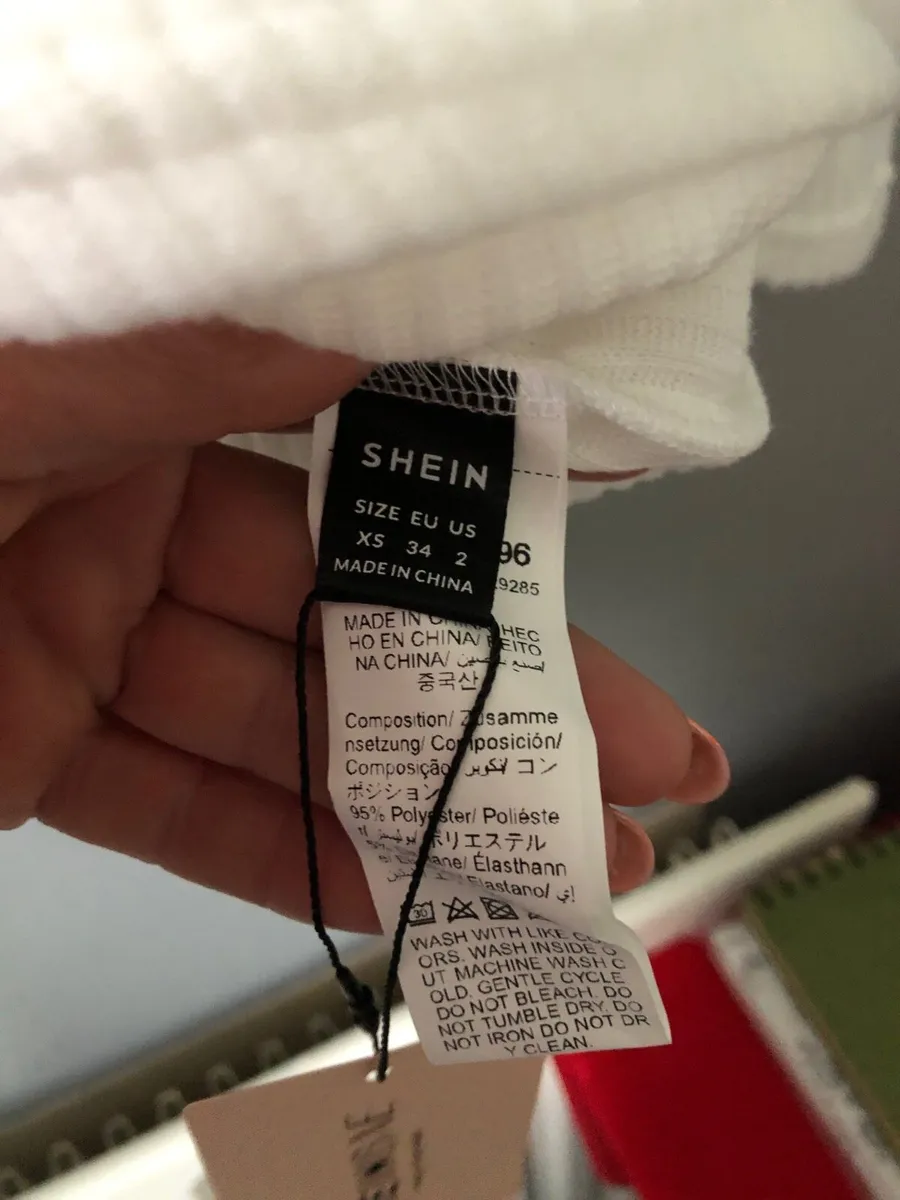 SHEIN
SIZE EU US
XS 34 2
MADE IN CHINA
96
9285
MADE IN CHINA/ HEC
HO EN CHINA/ FEITO
NA CHINA/ صنع في الصين
중국산
Composition/ Zusamme
nsetzung/ Composición/
Composição/ تكوين/ コン
ポジション
95% Polyester/ Poliéste
ポリエステル
Élasthann
Elastano/
30
WASH WITH LIKE CO
ORS. WASH INSIDE O
UT MACHINE WASH C
OLD. GENTLE CYCLE
DO NOT BLEACH. DO
NOT TUMBLE DRY. DO
NOT IRON DO NOT DR
Y CLEAN.